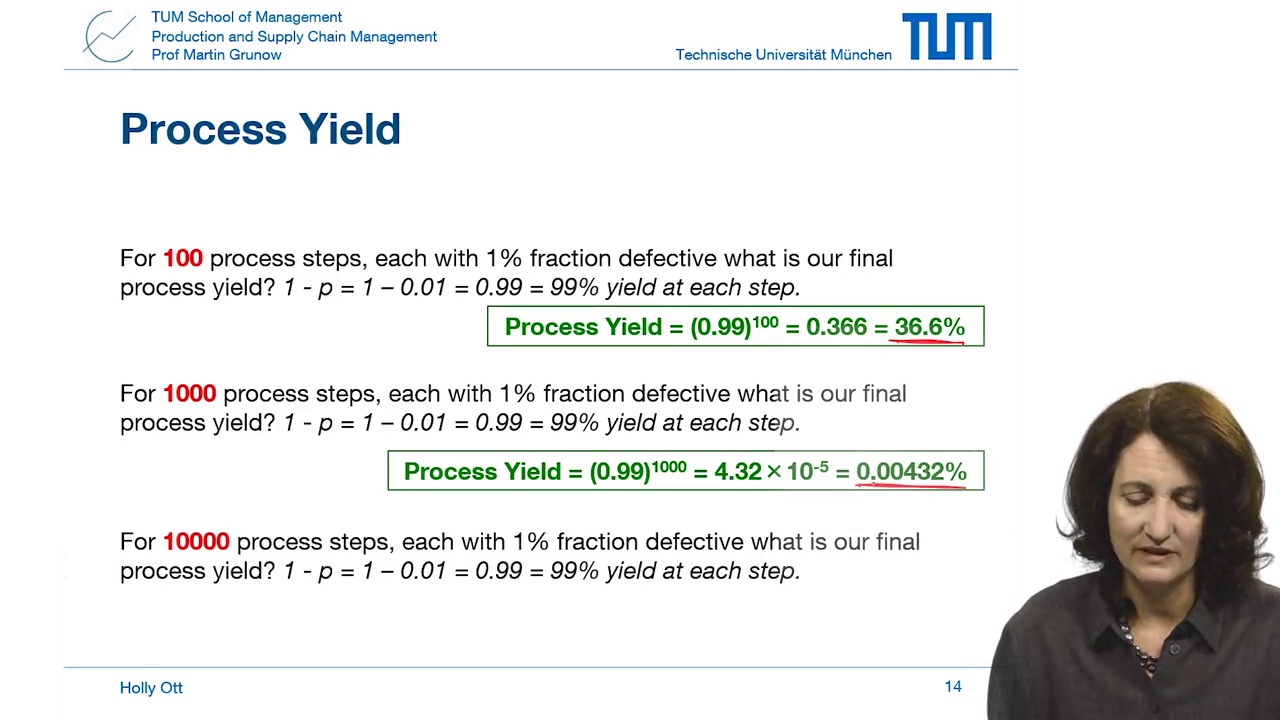 TUM School of Management
Production and Supply Chain Management
Prof Martin Grunow
Technische Universität München
TUM
Process Yield
For 100 process steps, each with 1% fraction defective what is our final
process yield? 1 - p = 1 – 0.01 = 0.99 = 99% yield at each step.
Process Yield = (0.99)¹⁰⁰ = 0.366 = 36.6%
For 1000 process steps, each with 1% fraction defective what is our final
process yield? 1 - p = 1 – 0.01 = 0.99 = 99% yield at each step.
Process Yield = (0.99)¹⁰⁰⁰ = 4.32 × 10⁻⁵ = 0.00432%
For 10000 process steps, each with 1% fraction defective what is our final
process yield? 1 - p = 1 – 0.01 = 0.99 = 99% yield at each step.
Holly Ott
14